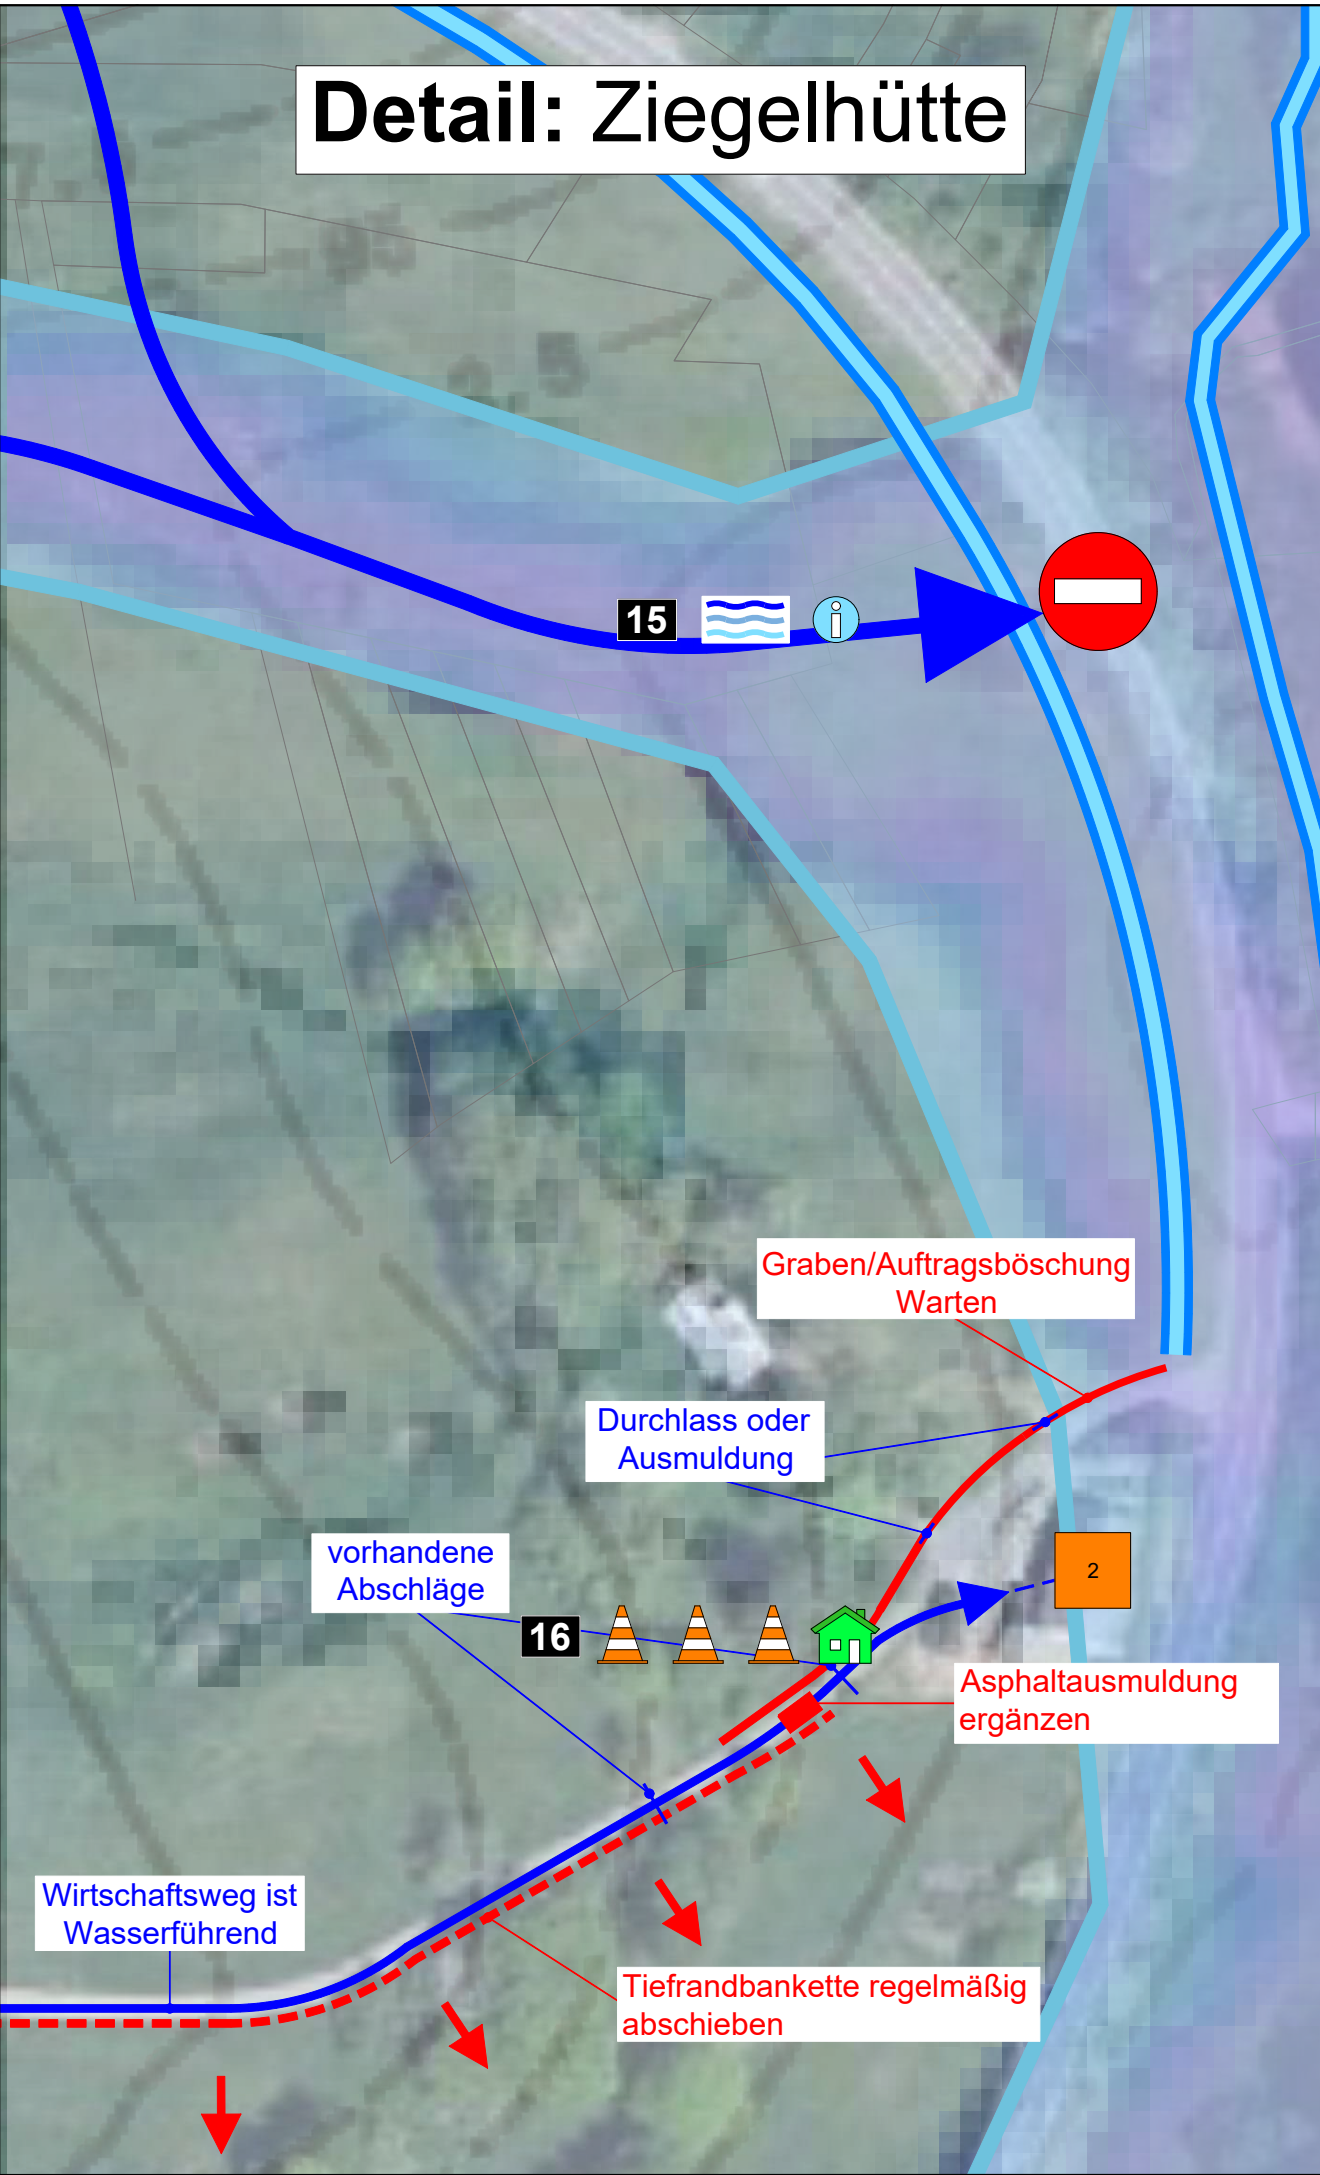 Detail: Ziegelhütte
15
i
Graben/Auftragsböschung
Warten
Durchlass oder
Ausmuldung
vorhandene
Abschläge
2
16
Asphaltausmuldung
ergänzen
Wirtschaftsweg ist
Wasserführend
Tiefrandbankette regelmäßig
abschieben